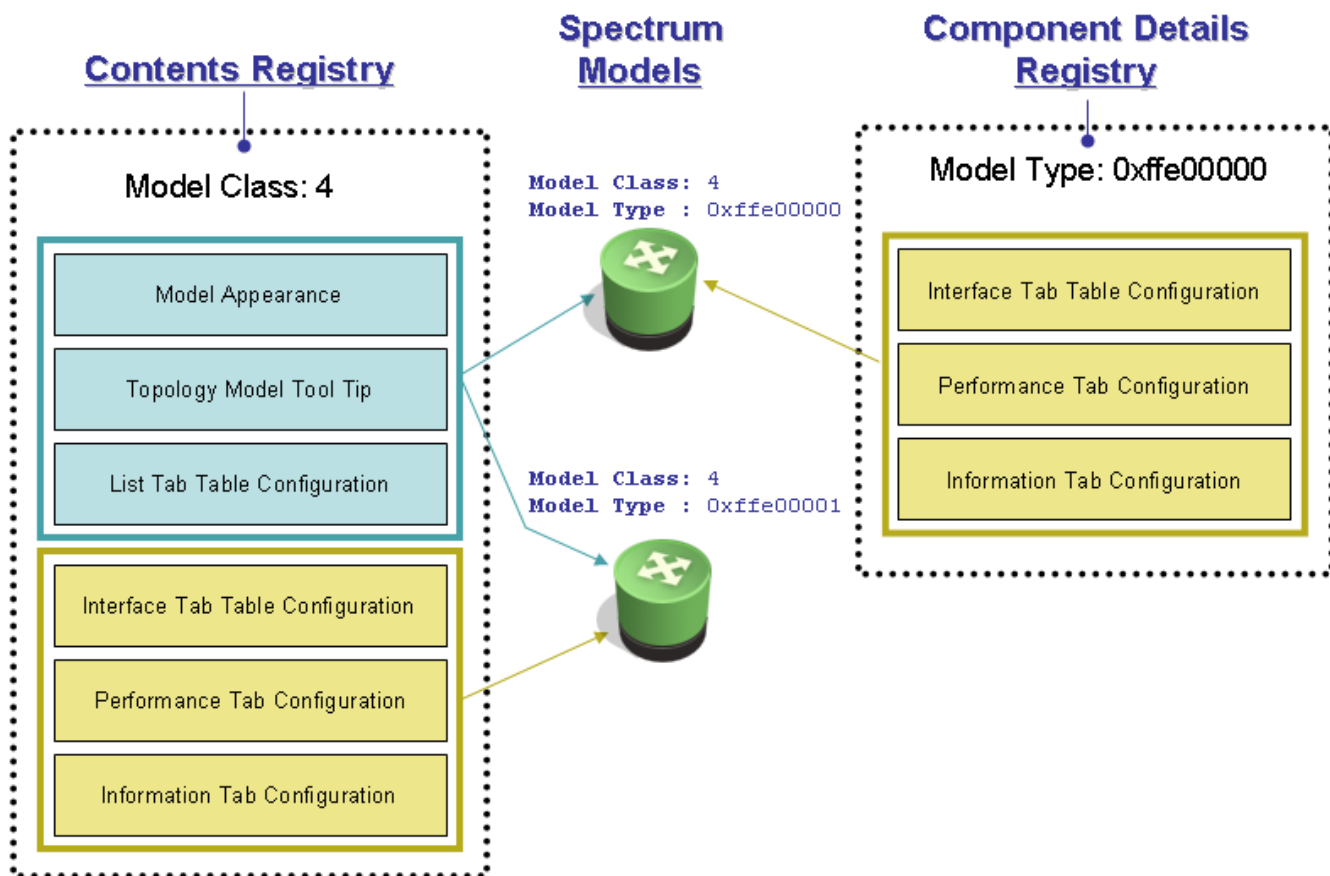 Contents Registry
Model Class: 4
Model Appearance
Topology Model Tool Tip
List Tab Table Configuration
Interface Tab Table Configuration
Performance Tab Configuration
Information Tab Configuration
Spectrum
Models
Model Class: 4
Model Type : 0xffe00000
Model Class: 4
Model Type : 0xffe00001
Component Details
Registry
Model Type: 0xffe00000
Interface Tab Table Configuration
Performance Tab Configuration
Information Tab Configuration